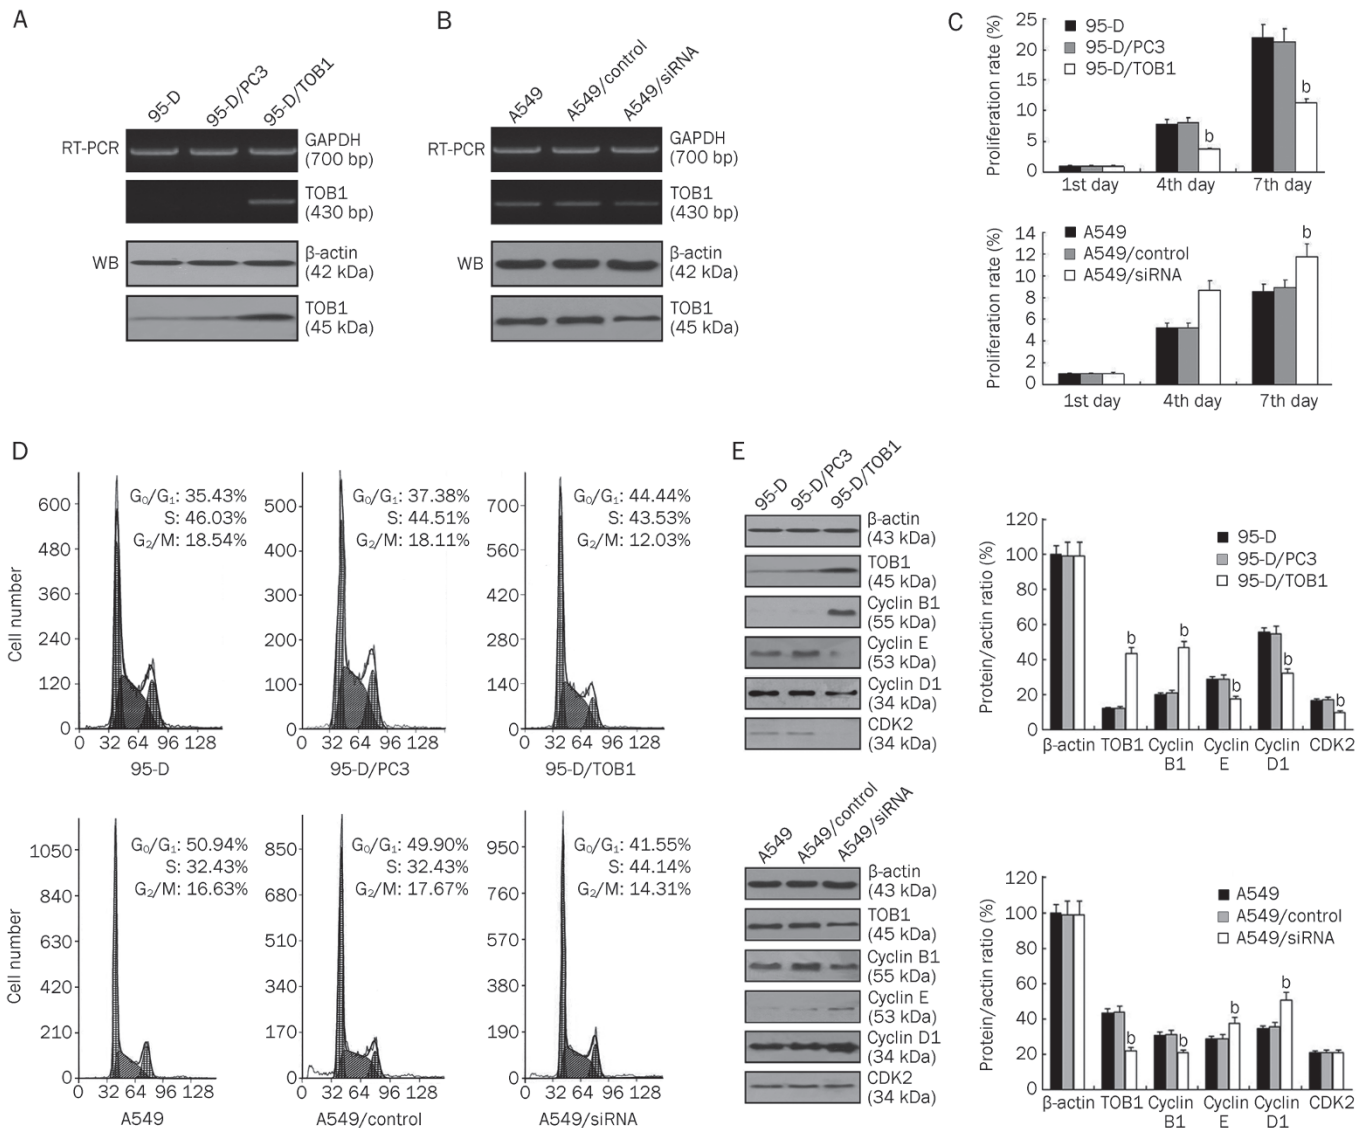 A
95-D
95-D/PC3
95-D/TOB1
RT-PCR
GAPDH
(700 bp)
TOB1
(430 bp)
WB
β-actin
(42 kDa)
TOB1
(45 kDa)
B
A549
A549/control
A549/siRNA
RT-PCR
GAPDH
(700 bp)
TOB1
(430 bp)
WB
β-actin
(42 kDa)
TOB1
(45 kDa)
C
Proliferation rate (%)
25
20
15
10
5
0
95-D
95-D/PC3
95-D/TOB1
b
b
1st day
4th day
7th day
Proliferation rate (%)
14
12
10
8
6
4
2
0
A549
A549/control
A549/siRNA
b
1st day
4th day
7th day
D
Cell number
600
480
360
240
120
0
G₀/G₁: 35.43%
S: 46.03%
G₂/M: 18.54%
0 32 64 96 128
95-D
500
400
300
200
100
0
G₀/G₁: 37.38%
S: 44.51%
G₂/M: 18.11%
0 32 64 96 128
95-D/PC3
700
560
420
280
140
0
G₀/G₁: 44.44%
S: 43.53%
G₂/M: 12.03%
0 32 64 96 128
95-D/TOB1
Cell number
1050
840
630
420
210
0
G₀/G₁: 50.94%
S: 32.43%
G₂/M: 16.63%
0 32 64 96 128
A549
850
680
510
340
170
0
G₀/G₁: 49.90%
S: 32.43%
G₂/M: 17.67%
0 32 64 96 128
A549/control
950
760
570
380
190
0
G₀/G₁: 41.55%
S: 44.14%
G₂/M: 14.31%
0 32 64 96 128
A549/siRNA
E
95-D
95-D/PC3
95-D/TOB1
β-actin
(43 kDa)
TOB1
(45 kDa)
Cyclin B1
(55 kDa)
Cyclin E
(53 kDa)
Cyclin D1
(34 kDa)
CDK2
(34 kDa)
Protein/actin ratio (%)
120
100
80
60
40
20
0
95-D
95-D/PC3
95-D/TOB1
b
b
b
b
b
β-actin TOB1 Cyclin Cyclin Cyclin CDK2
B1 E D1
A549
A549/control
A549/siRNA
β-actin
(43 kDa)
TOB1
(45 kDa)
Cyclin B1
(55 kDa)
Cyclin E
(53 kDa)
Cyclin D1
(34 kDa)
CDK2
(34 kDa)
Protein/actin ratio (%)
120
100
80
60
40
20
0
A549
A549/control
A549/siRNA
b
b
b
b
β-actin TOB1 Cyclin Cyclin Cyclin CDK2
B1 E D1